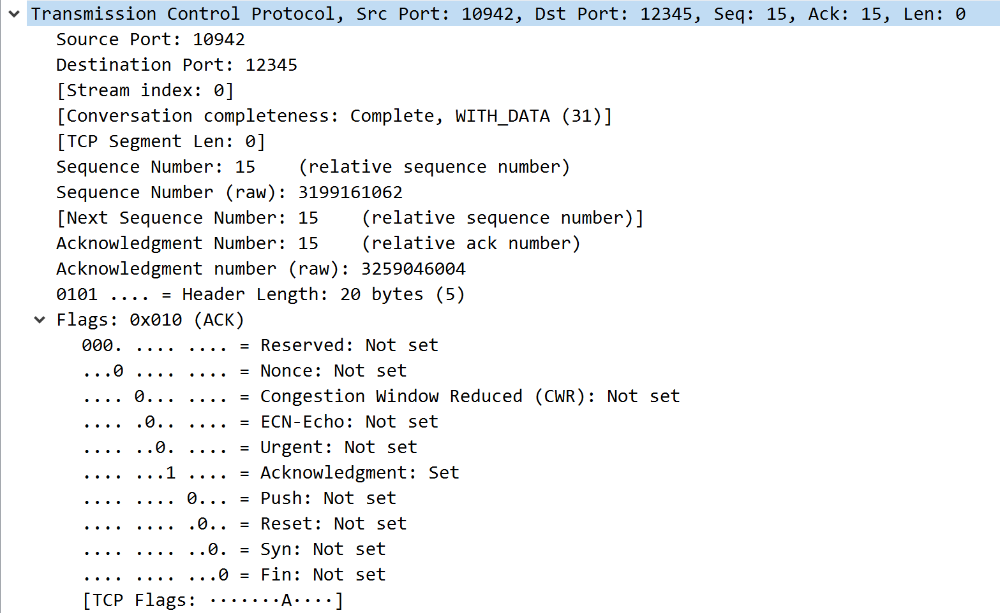 Transmission Control Protocol, Src Port: 10942, Dst Port: 12345, Seq: 15, Ack: 15, Len: 0
Source Port: 10942
Destination Port: 12345
[Stream index: 0]
[Conversation completeness: Complete, WITH_DATA (31)]
[TCP Segment Len: 0]
Sequence Number: 15    (relative sequence number)
Sequence Number (raw): 3199161062
[Next Sequence Number: 15    (relative sequence number)]
Acknowledgment Number: 15    (relative ack number)
Acknowledgment number (raw): 3259046004
0101 .... = Header Length: 20 bytes (5)
Flags: 0x010 (ACK)
000. .... .... = Reserved: Not set
...0 .... .... = Nonce: Not set
.... 0... .... = Congestion Window Reduced (CWR): Not set
.... .0.. .... = ECN-Echo: Not set
.... ..0. .... = Urgent: Not set
.... ...1 .... = Acknowledgment: Set
.... .... 0... = Push: Not set
.... .... .0.. = Reset: Not set
.... .... ..0. = Syn: Not set
.... .... ...0 = Fin: Not set
[TCP Flags: ·······A····]